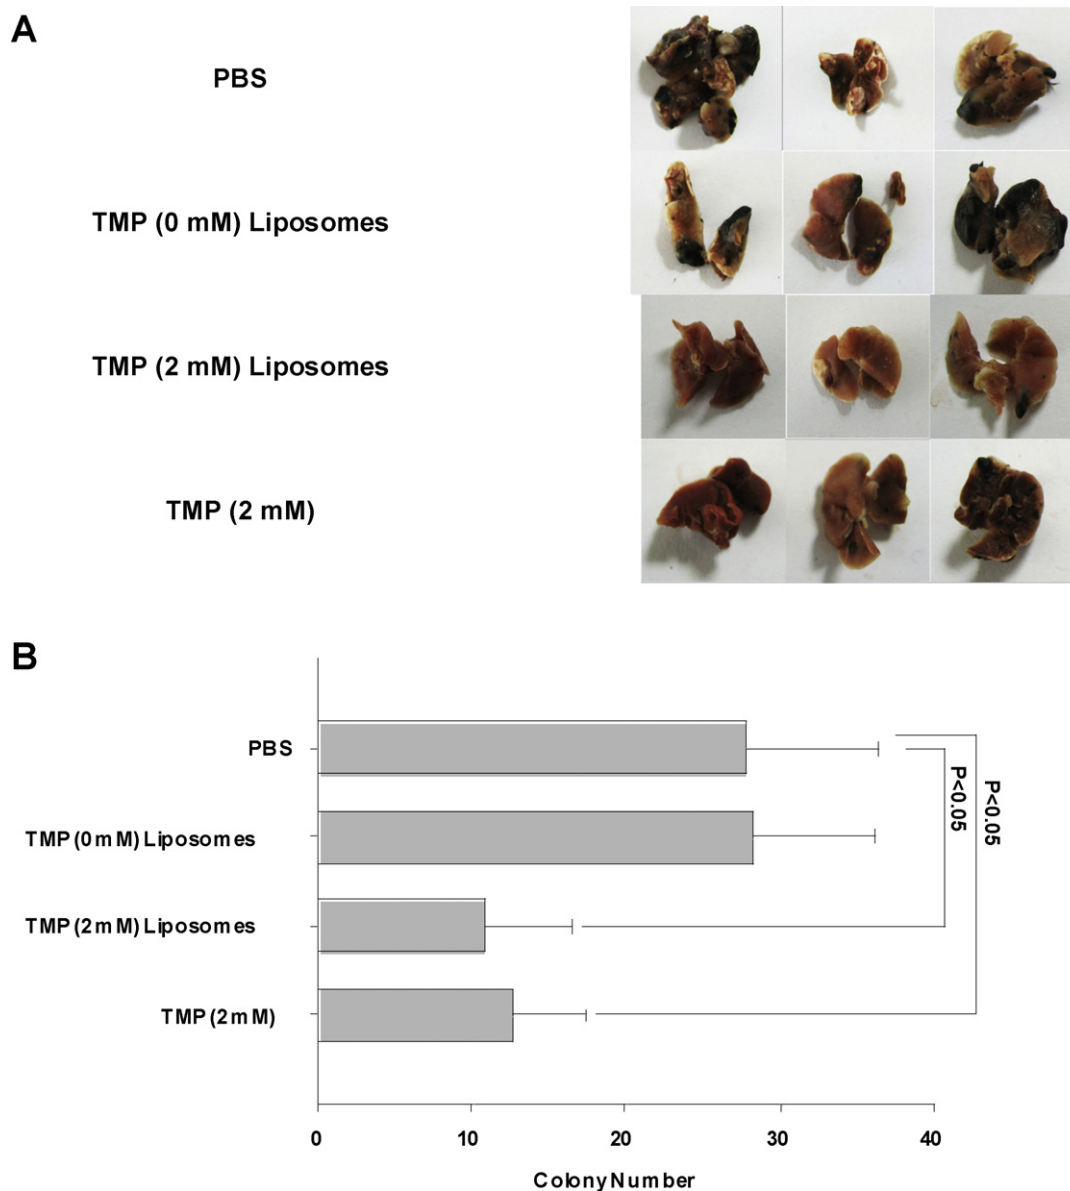 A
PBS
TMP (0 mM) Liposomes
TMP (2 mM) Liposomes
TMP (2 mM)
B
PBS
TMP (0 mM) Liposomes
TMP (2 mM) Liposomes
TMP (2 mM)
P<0.05
P<0.05
0 10 20 30 40
Colony Number